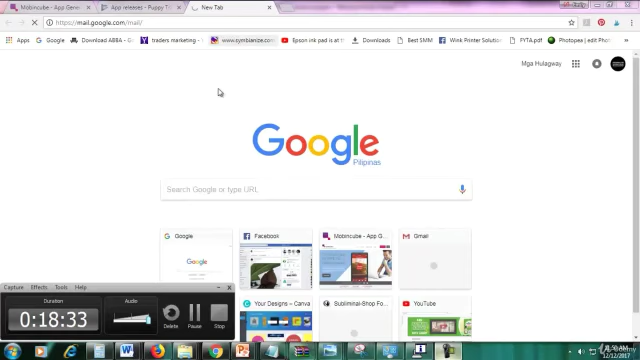 Mobincube - App Gene
App releases - Puppy T
New Tab
https://mail.google.com/mail/
Apps
Google
Download ABBA - G
traders marketing -
www.symbianize.com
Epson ink pad is at t
Downloads
Best SMM
Wink Printer Solution
FYTA.pdf
Photopea | edit Phot
Mga Hulagway
Google
Pilipinas
Search Google or type URL
Google
Facebook
Mobincube - App G
Gmail
Your Designs – Canva
Subliminal-Shop Fo
YouTube
Capture Effects Tools Help
Duration
Audio
0:18:33
Delete
Pause
Stop
12/12/2017